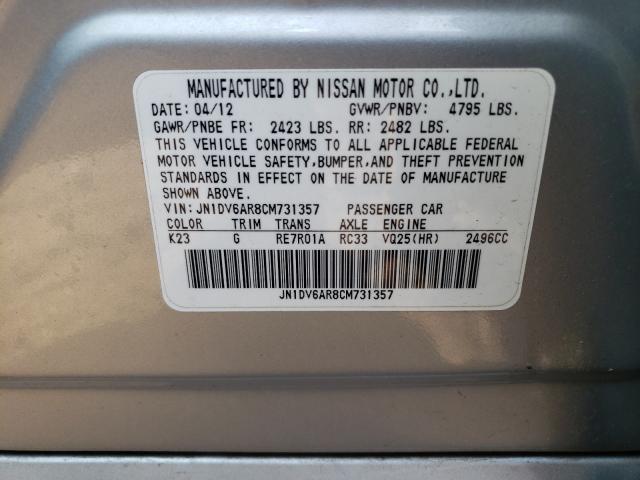 MANUFACTURED BY NISSAN MOTOR CO.,LTD.
DATE: 04/12 GVWR/PNBV: 4795 LBS.
GAWR/PNBE FR: 2423 LBS. RR: 2482 LBS.
THIS VEHICLE CONFORMS TO ALL APPLICABLE FEDERAL
MOTOR VEHICLE SAFETY,BUMPER,AND THEFT PREVENTION
STANDARDS IN EFFECT ON THE DATE OF MANUFACTURE
SHOWN ABOVE.
VIN: JN1DV6AR8CM731357 PASSENGER CAR
COLOR TRIM TRANS AXLE ENGINE
K23 G RE7R01A RC33 VQ25(HR) 2496CC
JN1DV6AR8CM731357